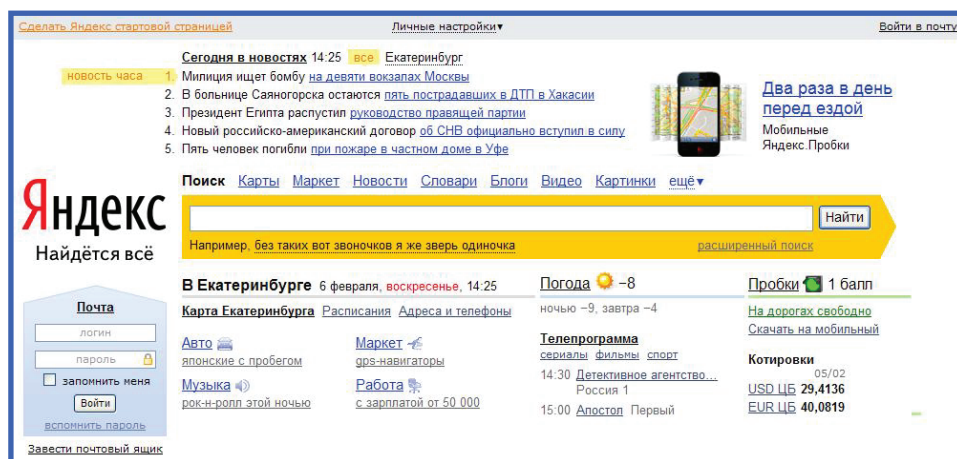 Сделать Яндекс стартовой страницей Личные настройки▾ Войти в почту
Сегодня в новостях 14:25 все Екатеринбург
новость часа 1. Милиция ищет бомбу на девяти вокзалах Москвы
2. В больнице Саяногорска остаются пять пострадавших в ДТП в Хакасии
3. Президент Египта распустил руководство правящей партии
4. Новый российско-американский договор об СНВ официально вступил в силу
5. Пять человек погибли при пожаре в частном доме в Уфе
Два раза в день
перед ездой
Мобильные
Яндекс.Пробки
Яндекс
Найдётся всё
Поиск Карты Маркет Новости Словари Блоги Видео Картинки ещё▾
Найти
Например, без таких вот звоночков я же зверь одиночка расширенный поиск
Почта
логин
пароль
запомнить меня
Войти
вспомнить пароль
Завести почтовый ящик
В Екатеринбурге 6 февраля, воскресенье, 14:25
Карта Екатеринбурга Расписания Адреса и телефоны
Авто
японские с пробегом
Маркет
gps-навигаторы
Музыка
рок-н-ролл этой ночью
Работа
с зарплатой от 50 000
Погода −8
ночью −9, завтра −4
Телепрограмма
сериалы фильмы спорт
14:30 Детективное агентство...
Россия 1
15:00 Апостол Первый
Пробки 1 балл
На дорогах свободно
Скачать на мобильный
Котировки
05/02
USD ЦБ 29,4136
EUR ЦБ 40,0819